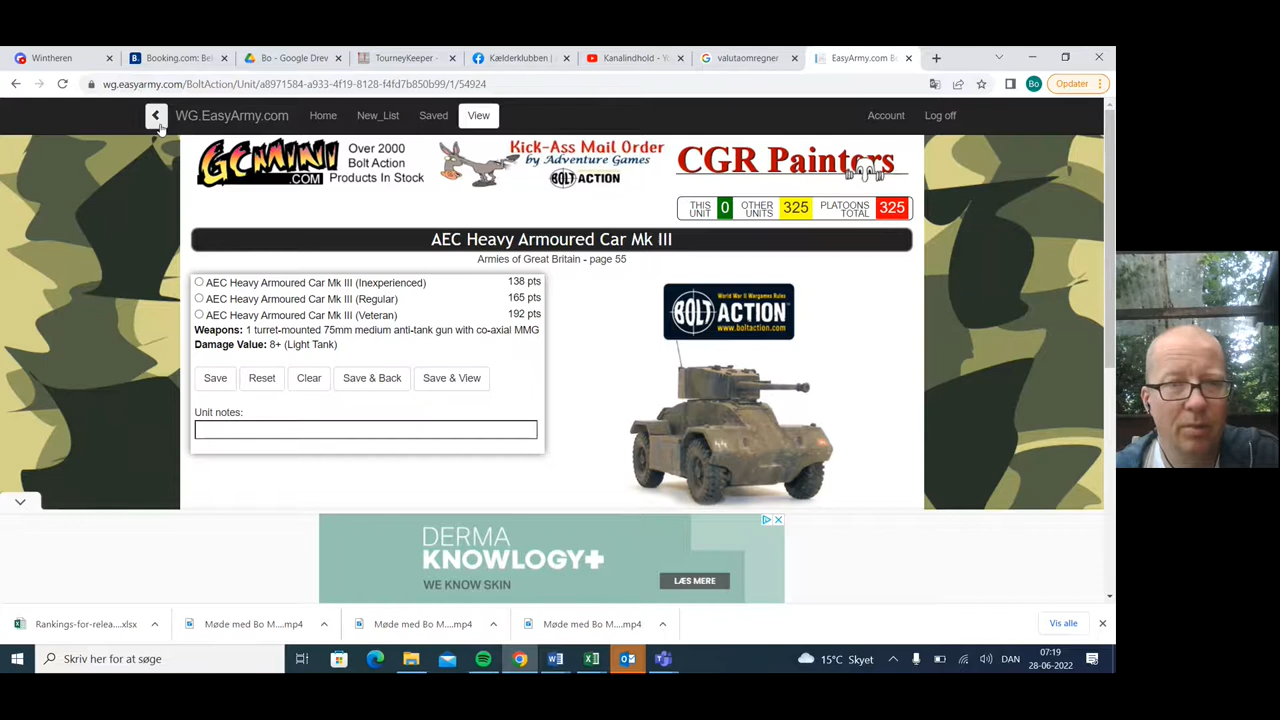 Wintheren
Booking.com: Bel
Bo - Google Drev
TourneyKeeper -
Kælderklubben |
Kanalindhold - Yo
valutaomregner
EasyArmy.com B
wg.easyarmy.com/BoltAction/Unit/a8971584-a933-4f19-8128-f4fd7b850b99/1/54924
Bo
Opdater
WG.EasyArmy.com
Home
New_List
Saved
View
Account
Log off
GCMINI
.COM
Over 2000
Bolt Action
Products In Stock
Kick-Ass Mail Order
by Adventure Games
BOLT ACTION
CGR Painters
THIS UNIT 0 OTHER UNITS 325 PLATOONS TOTAL 325
AEC Heavy Armoured Car Mk III
Armies of Great Britain - page 55
AEC Heavy Armoured Car Mk III (Inexperienced) 138 pts
AEC Heavy Armoured Car Mk III (Regular) 165 pts
AEC Heavy Armoured Car Mk III (Veteran) 192 pts
Weapons: 1 turret-mounted 75mm medium anti-tank gun with co-axial MMG
Damage Value: 8+ (Light Tank)
Save
Reset
Clear
Save & Back
Save & View
Unit notes:
World War II Wargames Rules
BOLT ACTION
www.boltaction.com
DERMA
KNOWLOGY+
WE KNOW SKIN
LÆS MERE
Rankings-for-relea....xlsx
Møde med Bo M....mp4
Møde med Bo M....mp4
Møde med Bo M....mp4
Vis alle
Skriv her for at søge
15°C Skyet
DAN
07:19
28-06-2022